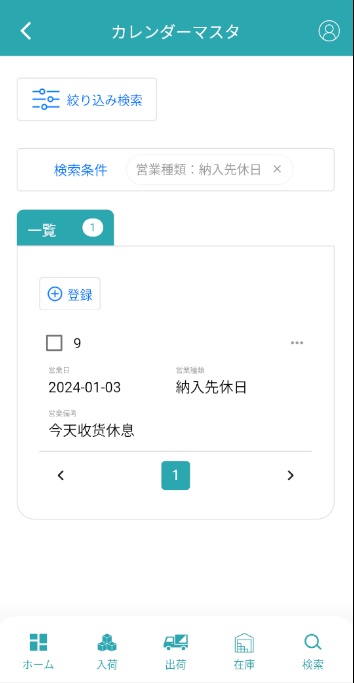 カレンダーマスタ
絞り込み検索
検索条件 営業種類：納入先休日 ×
一覧 1
登録
9
営業日 営業種類
2024-01-03 納入先休日
営業備考
今天收货休息
1
ホーム 入荷 出荷 在庫 検索